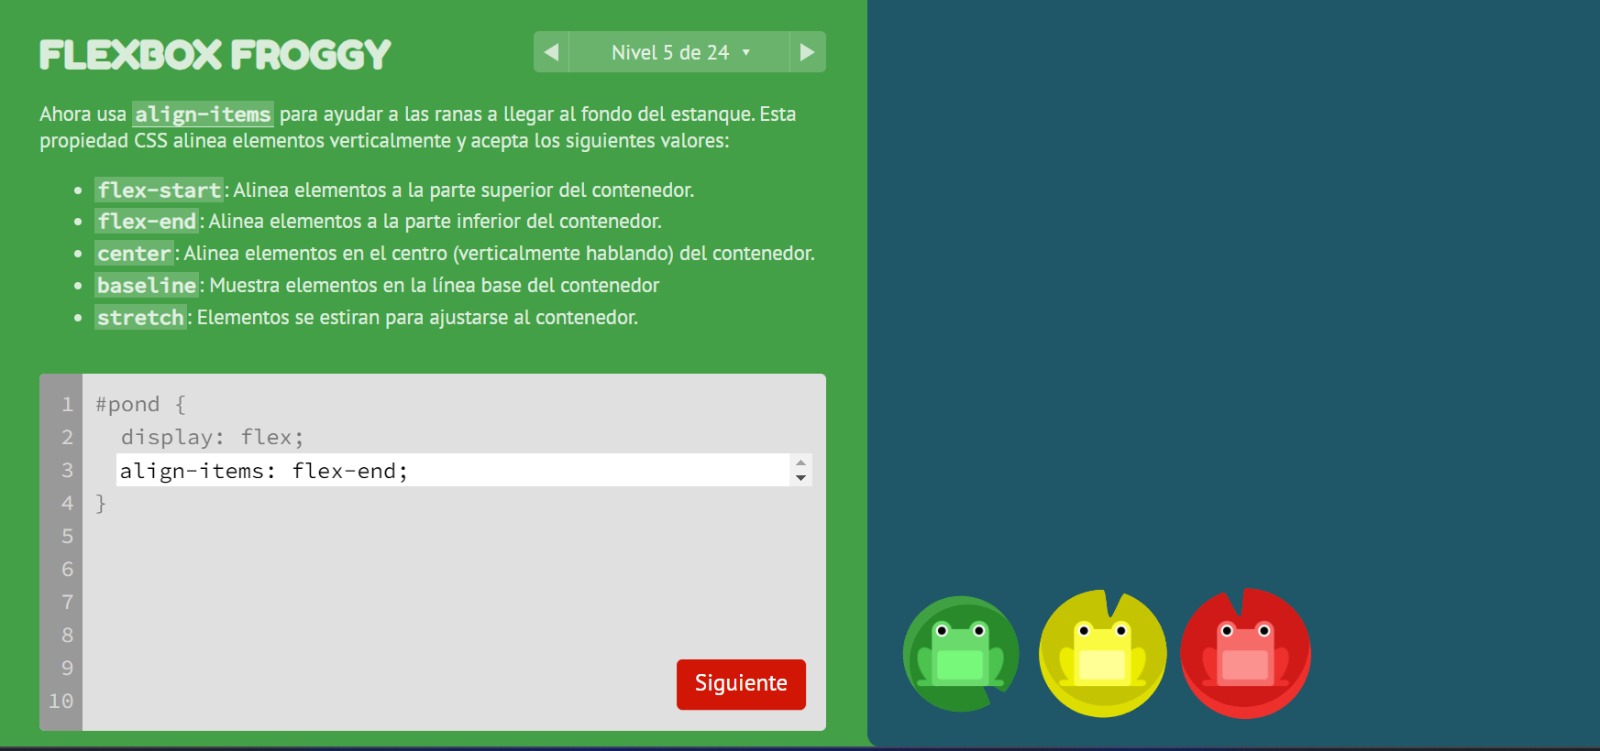 FLEXBOX FROGGY
◀ Nivel 5 de 24 ▾ ▶
Ahora usa align-items para ayudar a las ranas a llegar al fondo del estanque. Esta
propiedad CSS alinea elementos verticalmente y acepta los siguientes valores:
• flex-start: Alinea elementos a la parte superior del contenedor.
• flex-end: Alinea elementos a la parte inferior del contenedor.
• center: Alinea elementos en el centro (verticalmente hablando) del contenedor.
• baseline: Muestra elementos en la línea base del contenedor
• stretch: Elementos se estiran para ajustarse al contenedor.
1 #pond {
2 display: flex;
3 align-items: flex-end;
4 }
5
6
7
8
9
10
Siguiente